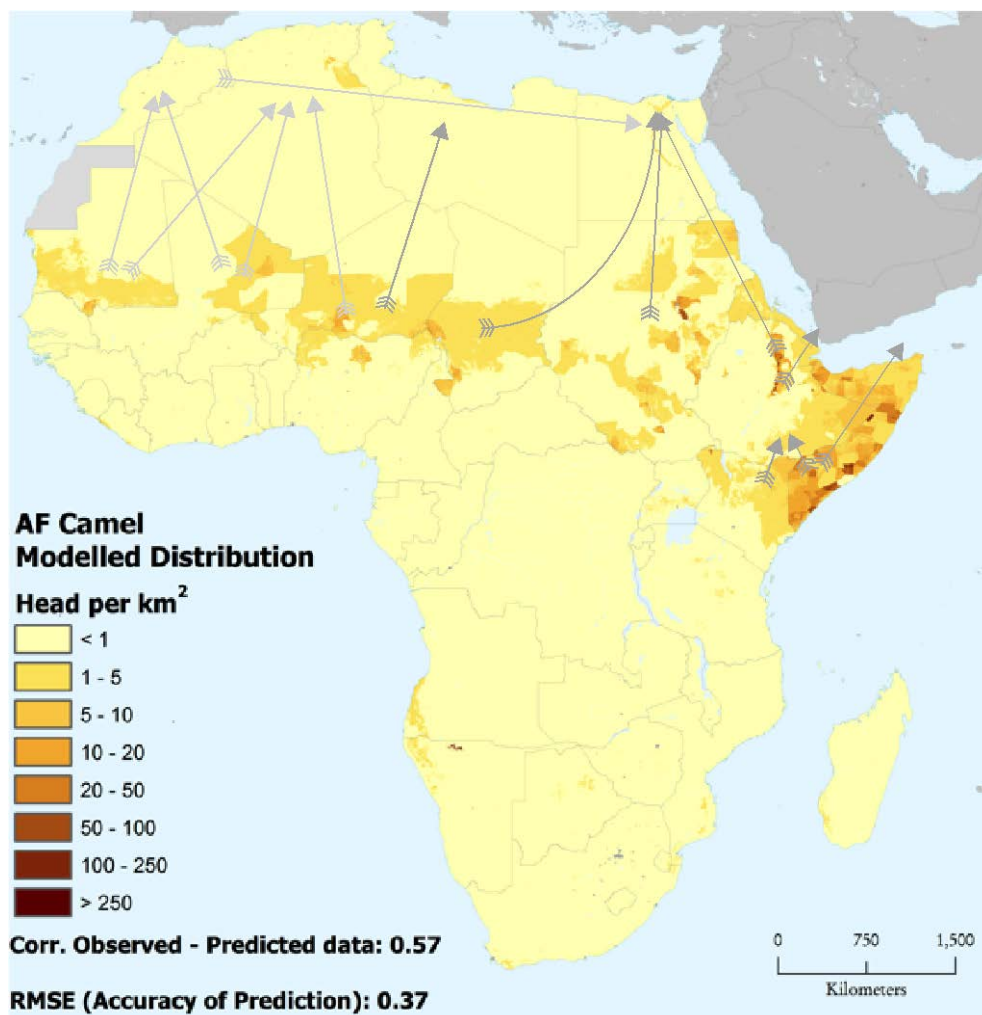 AF Camel
Modelled Distribution
Head per km²
< 1
1 - 5
5 - 10
10 - 20
20 - 50
50 - 100
100 - 250
> 250
Corr. Observed - Predicted data: 0.57
RMSE (Accuracy of Prediction): 0.37
0 750 1,500
Kilometers